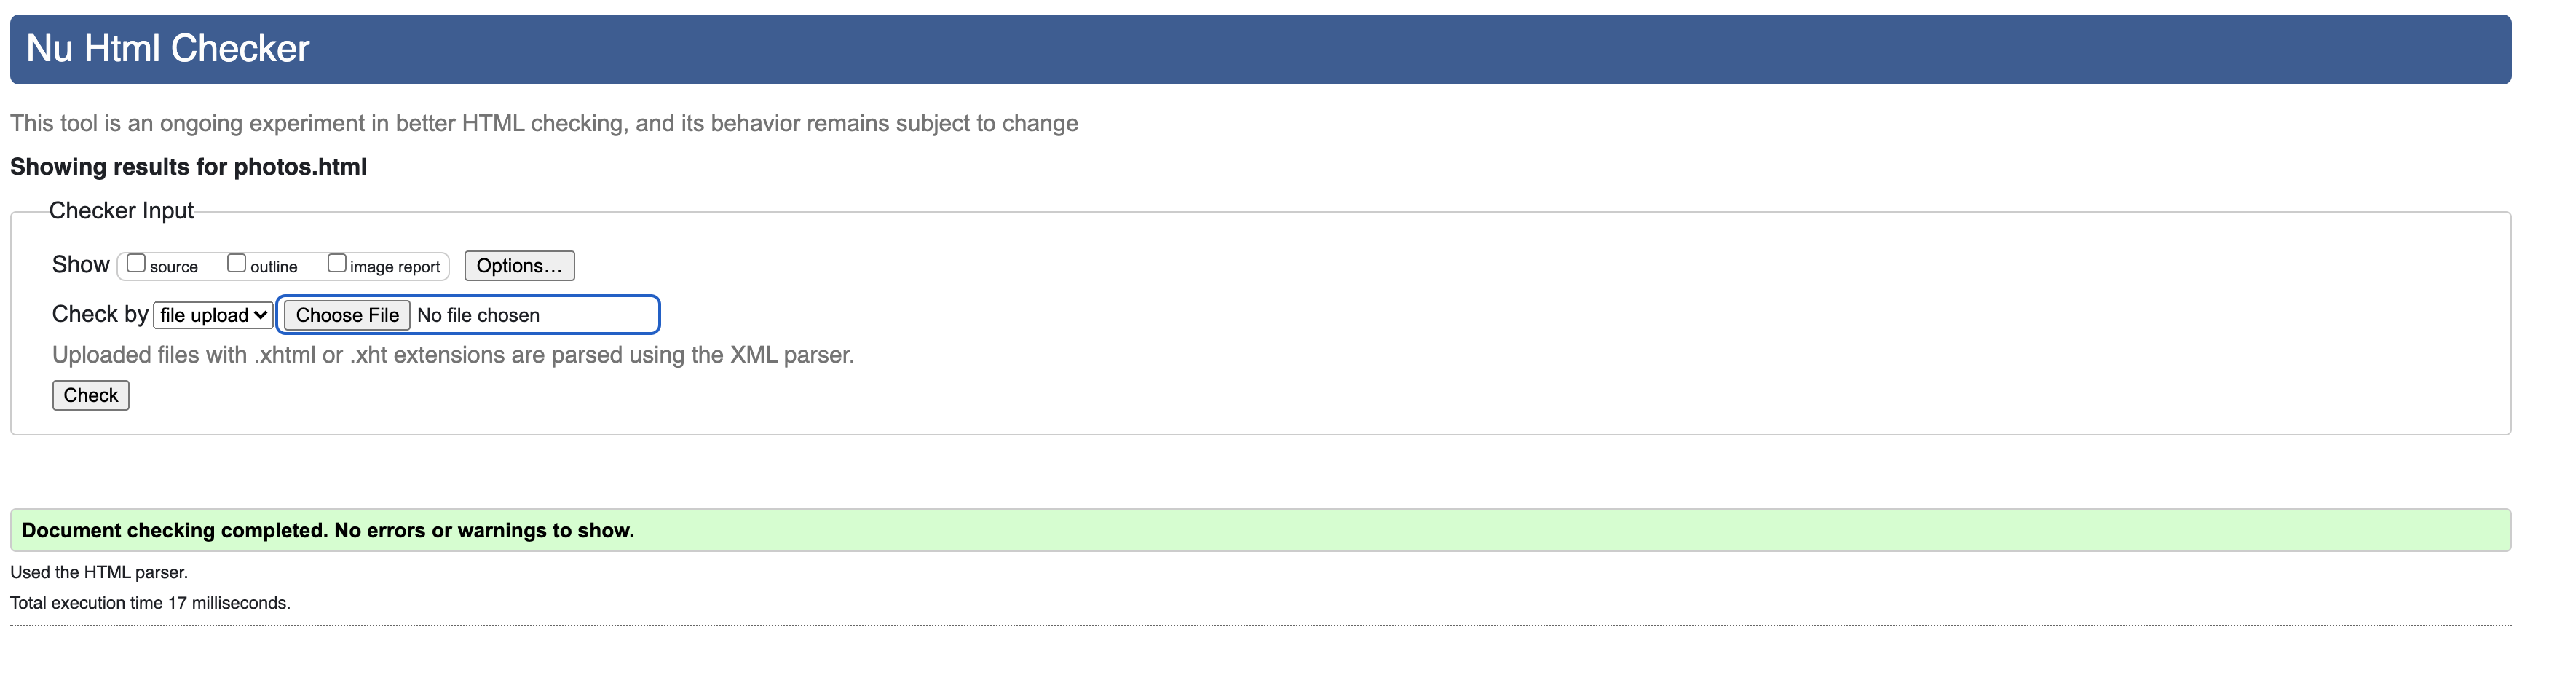 Nu Html Checker
This tool is an ongoing experiment in better HTML checking, and its behavior remains subject to change
Showing results for photos.html
Checker Input
Show source outline image report Options…
Check by file upload Choose File No file chosen
Uploaded files with .xhtml or .xht extensions are parsed using the XML parser.
Check
Document checking completed. No errors or warnings to show.
Used the HTML parser.
Total execution time 17 milliseconds.